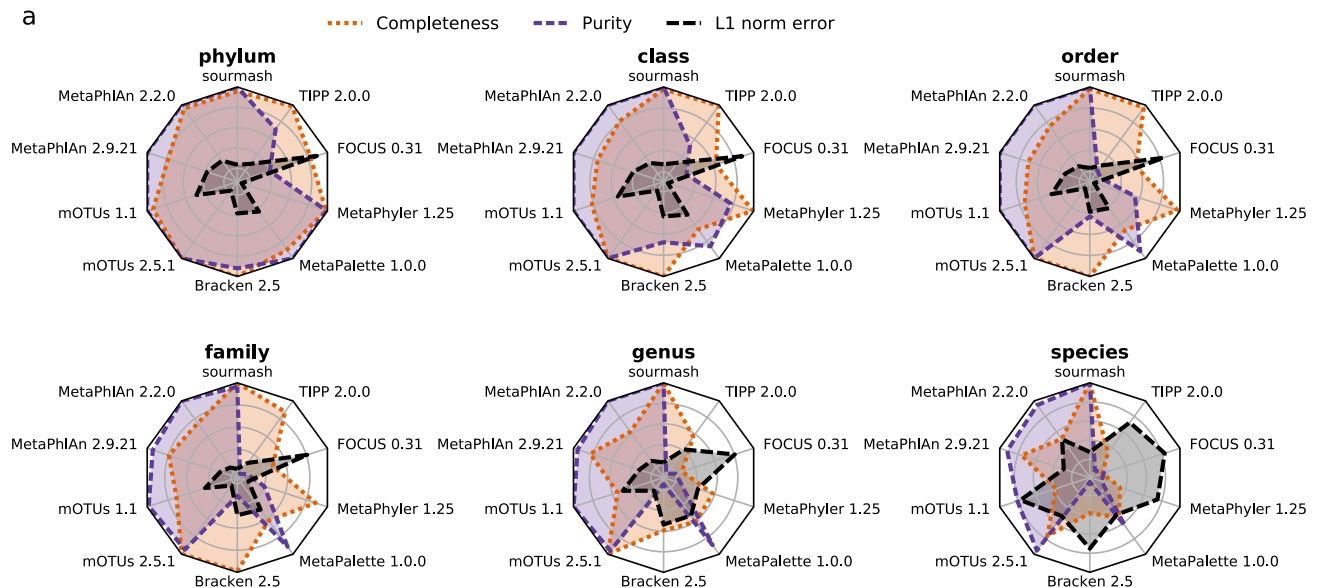 a
Completeness Purity L1 norm error
phylum
sourmash
TIPP 2.0.0
FOCUS 0.31
MetaPhyler 1.25
MetaPalette 1.0.0
Bracken 2.5
mOTUs 2.5.1
mOTUs 1.1
MetaPhlAn 2.9.21
MetaPhlAn 2.2.0
class
sourmash
TIPP 2.0.0
FOCUS 0.31
MetaPhyler 1.25
MetaPalette 1.0.0
Bracken 2.5
mOTUs 2.5.1
mOTUs 1.1
MetaPhlAn 2.9.21
MetaPhlAn 2.2.0
order
sourmash
TIPP 2.0.0
FOCUS 0.31
MetaPhyler 1.25
MetaPalette 1.0.0
Bracken 2.5
mOTUs 2.5.1
mOTUs 1.1
MetaPhlAn 2.9.21
MetaPhlAn 2.2.0
family
sourmash
TIPP 2.0.0
FOCUS 0.31
MetaPhyler 1.25
MetaPalette 1.0.0
Bracken 2.5
mOTUs 2.5.1
mOTUs 1.1
MetaPhlAn 2.9.21
MetaPhlAn 2.2.0
genus
sourmash
TIPP 2.0.0
FOCUS 0.31
MetaPhyler 1.25
MetaPalette 1.0.0
Bracken 2.5
mOTUs 2.5.1
mOTUs 1.1
MetaPhlAn 2.9.21
MetaPhlAn 2.2.0
species
sourmash
TIPP 2.0.0
FOCUS 0.31
MetaPhyler 1.25
MetaPalette 1.0.0
Bracken 2.5
mOTUs 2.5.1
mOTUs 1.1
MetaPhlAn 2.9.21
MetaPhlAn 2.2.0